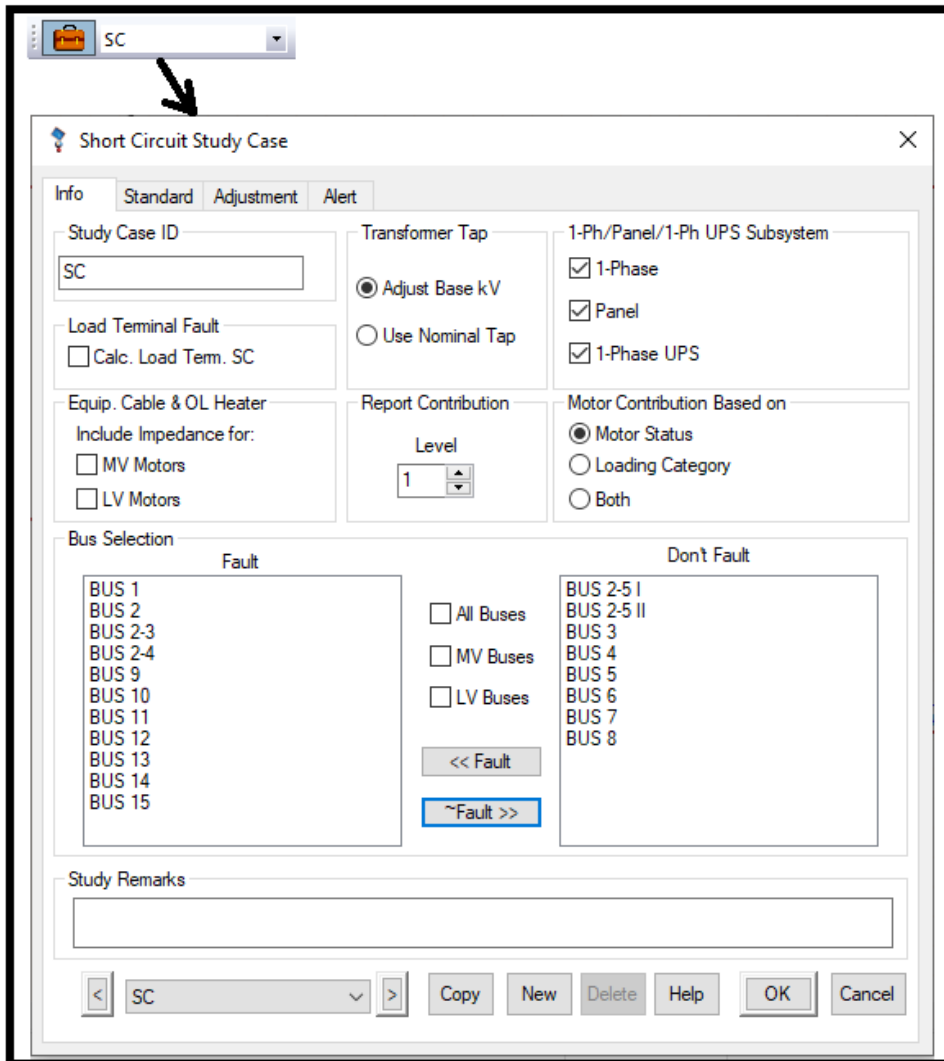 SC
Short Circuit Study Case
Info Standard Adjustment Alert
Study Case ID
SC
Load Terminal Fault
Calc. Load Term. SC
Transformer Tap
Adjust Base kV
Use Nominal Tap
1-Ph/Panel/1-Ph UPS Subsystem
1-Phase
Panel
1-Phase UPS
Equip. Cable & OL Heater
Include Impedance for:
MV Motors
LV Motors
Report Contribution
Level
1
Motor Contribution Based on
Motor Status
Loading Category
Both
Bus Selection
Fault
BUS 1
BUS 2
BUS 2-3
BUS 2-4
BUS 9
BUS 10
BUS 11
BUS 12
BUS 13
BUS 14
BUS 15
All Buses
MV Buses
LV Buses
<< Fault
~Fault >>
Don't Fault
BUS 2-5 I
BUS 2-5 II
BUS 3
BUS 4
BUS 5
BUS 6
BUS 7
BUS 8
Study Remarks
< SC > Copy New Delete Help OK Cancel